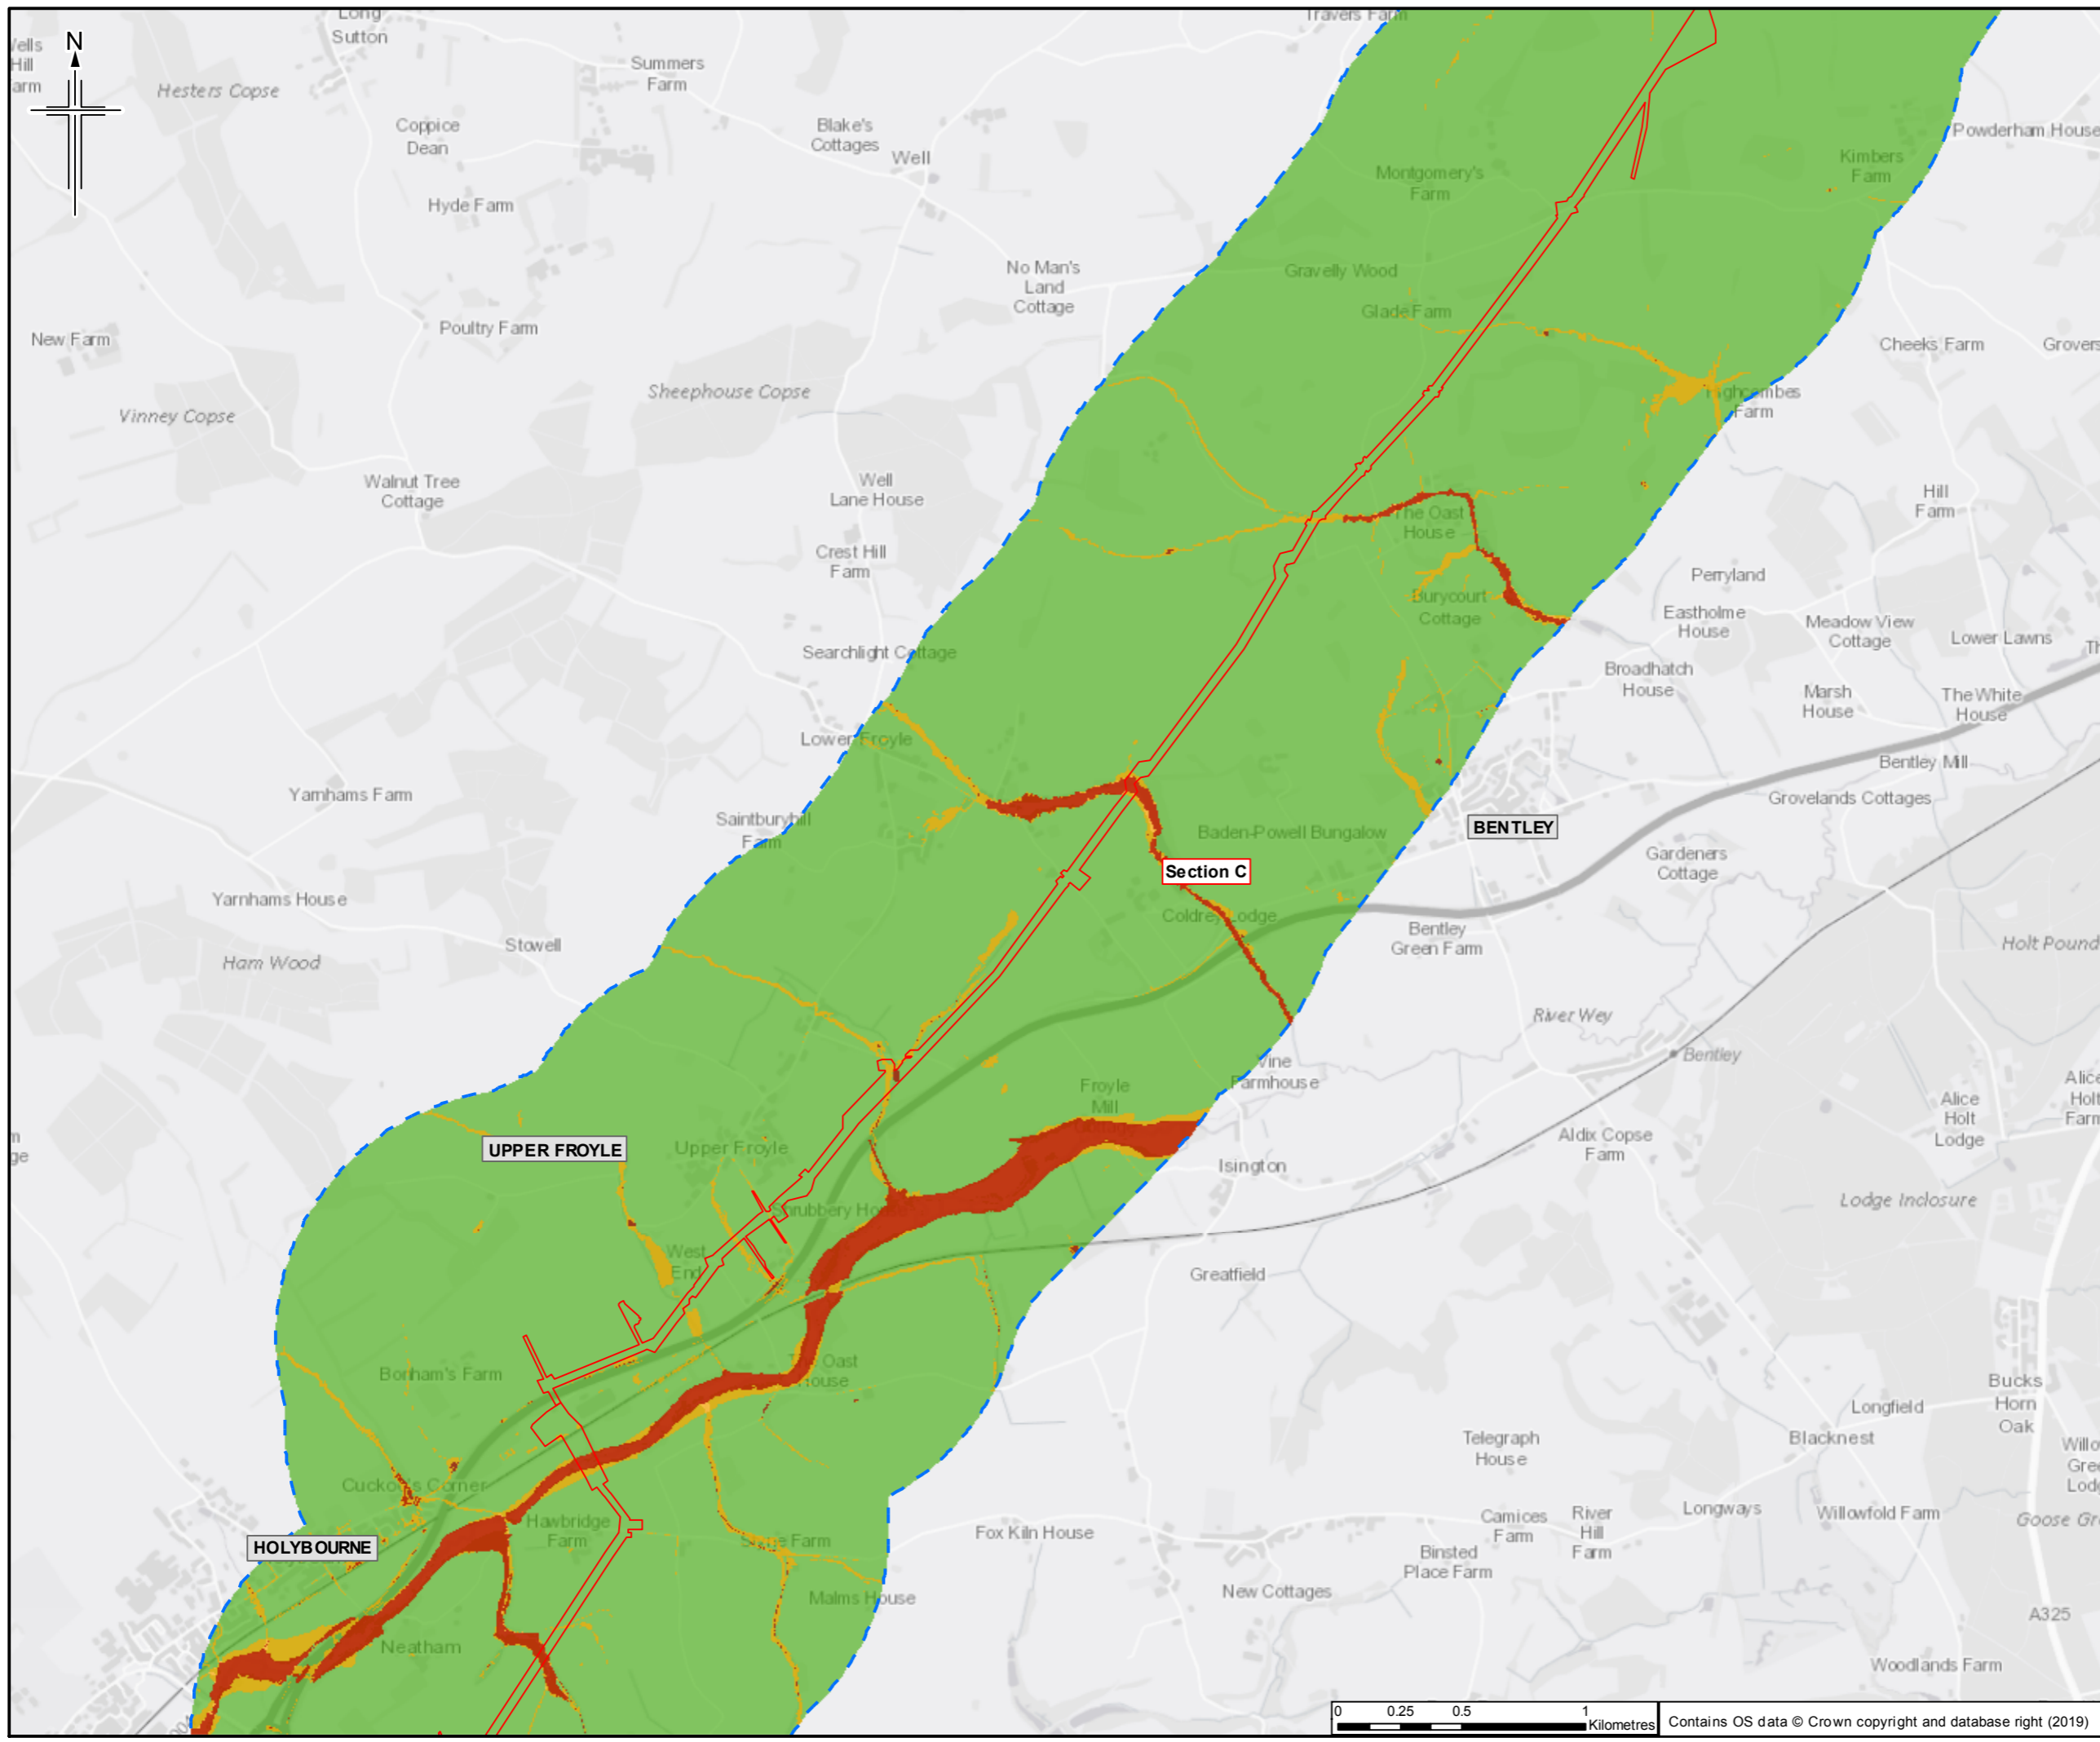 Long
Sutton
Travers Farm
N
Wells
Hill
Farm
Hesters Copse
Summers
Farm
Coppice
Dean
Blake's
Cottages
Well
Powderham House
Kimbers
Farm
Montgomery's
Farm
Hyde Farm
No Man's
Land
Cottage
Gravelly Wood
Glade Farm
New Farm
Poultry Farm
Cheeks Farm
Grovers
Sheephouse Copse
Vinney Copse
Highcombes
Farm
Walnut Tree
Cottage
Well
Lane House
Hill
Farm
The Oast
House
Crest Hill
Farm
Perryland
Burycourt
Cottage
Eastholme
House
Meadow View
Cottage
Lower Lawns
Th
Searchlight Cottage
Broadhatch
House
Marsh
House
The White
House
Lower Froyle
Bentley Mill
Yarnhams Farm
Grovelands Cottages
Saintburyhill
Farm
Baden-Powell Bungalow
BENTLEY
Gardeners
Cottage
Section C
Yarnhams House
Coldrey Lodge
Stowell
Bentley
Green Farm
Holt Pound
Ham Wood
River Wey
Bentley
Vine
Farmhouse
Froyle
Mill
Alice
Holt
Lodge
Alice
Holt
Farm
UPPER FROYLE
Upper Froyle
Aldix Copse
Farm
Isington
Lodge Inclosure
Shrubbery House
West
End
Greatfield
The Oast
House
Bonham's Farm
Bucks
Horn
Oak
Longfield
Telegraph
House
Blacknest
Cuckoo's Corner
Longways
Willowfold Farm
Camices
Farm
River
Hill
Farm
Hawbridge
Farm
Fox Kiln House
HOLYBOURNE
Binsted
Place Farm
New Cottages
Malms House
A325
Neatham
Woodlands Farm
0 0.25 0.5 1
Kilometres
Contains OS data © Crown copyright and database right (2019)